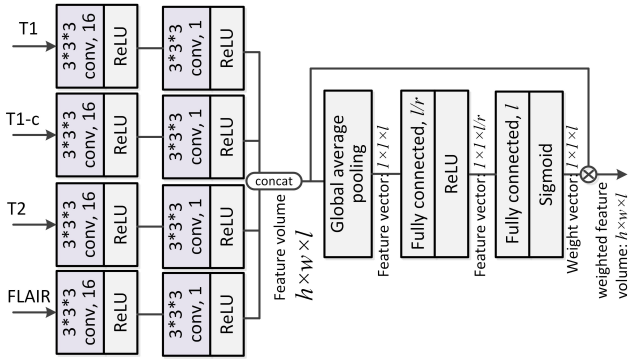 T1
3*3*3
conv, 16
ReLU
3*3*3
conv, 1
ReLU
T1-c
3*3*3
conv, 16
ReLU
3*3*3
conv, 1
ReLU
T2
3*3*3
conv, 16
ReLU
3*3*3
conv, 1
ReLU
FLAIR
3*3*3
conv, 16
ReLU
3*3*3
conv, 1
ReLU
concat
Feature volume
h×w×l
Global average
pooling
Feature vector: 1×1×l
Fully connected, l/r
ReLU
Feature vector: 1×1×l/r
Fully connected, l
Sigmoid
Weight vector: 1×1×l
weighted feature
volume: h×w×l